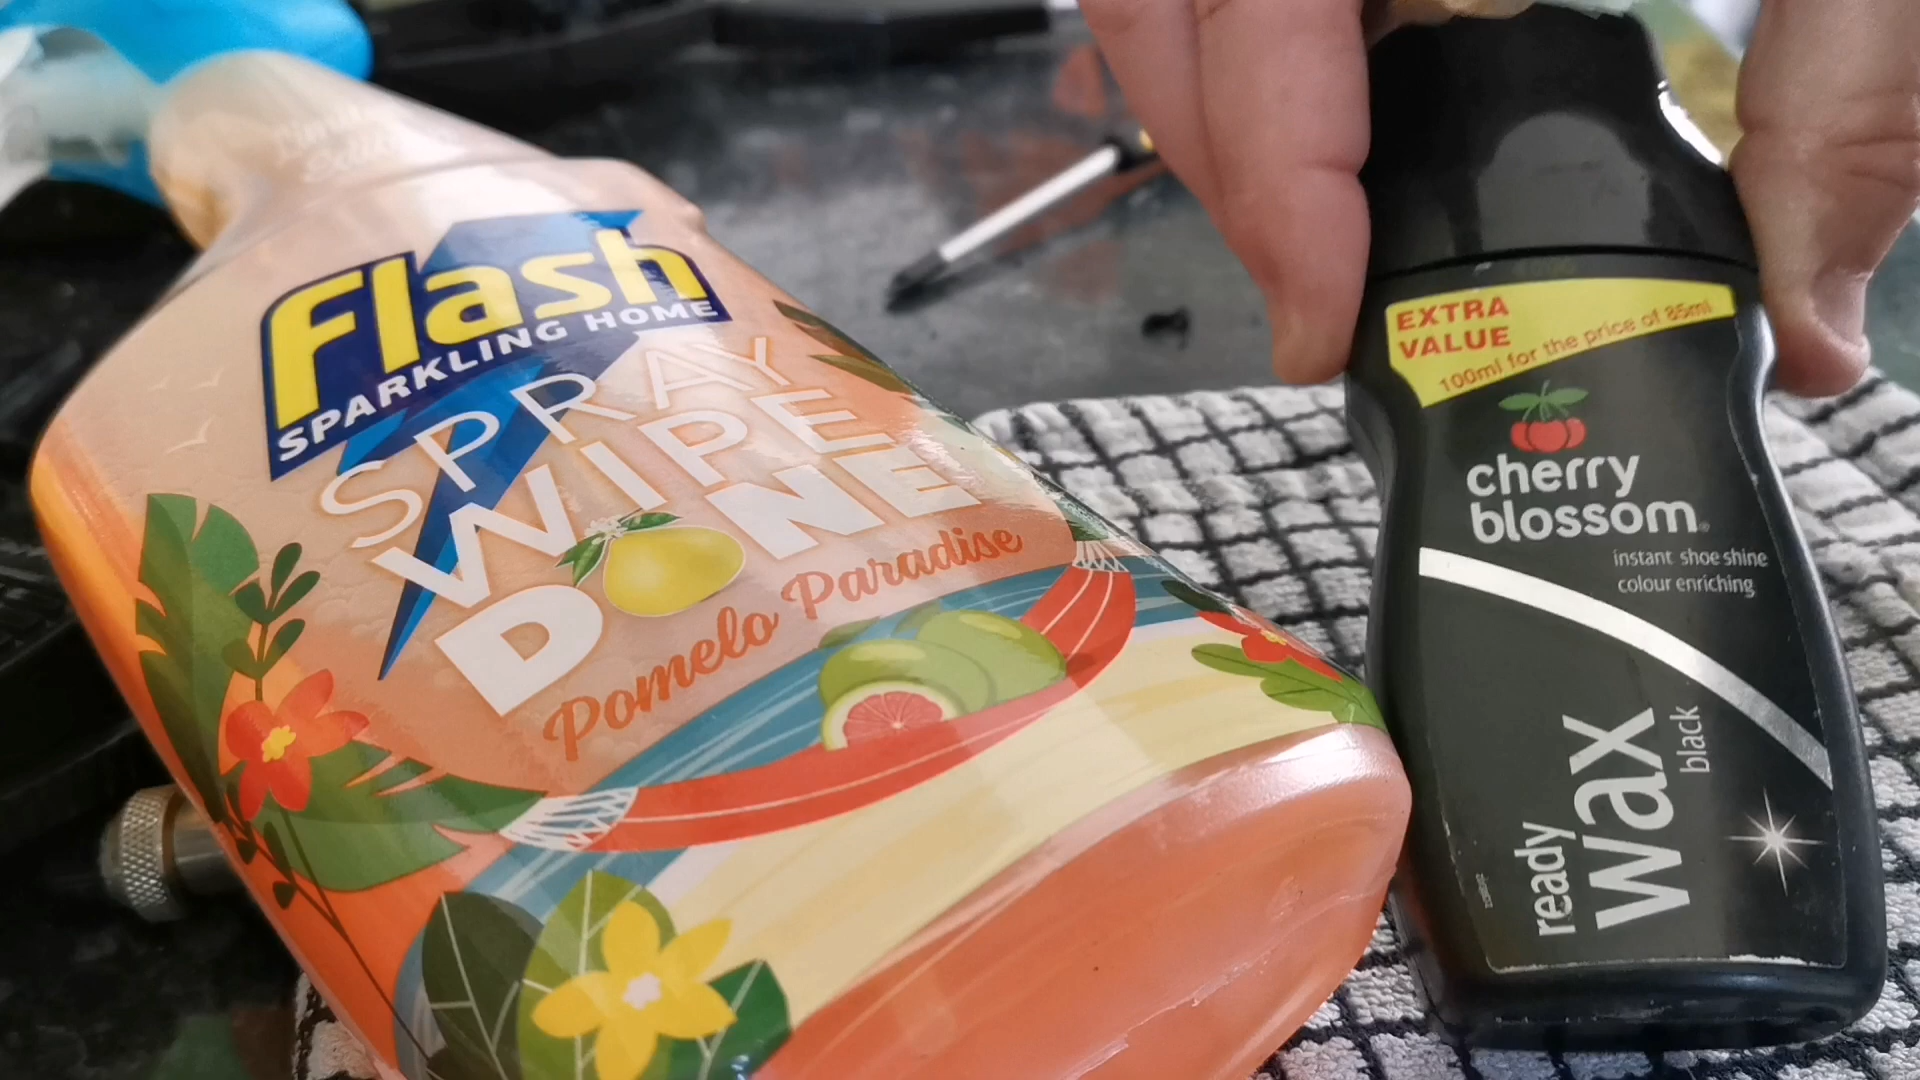 Flash
SPARKLING HOME
SPRAY
WIPE
DONE
Pomelo Paradise
EXTRA
VALUE
100ml for the price of 85ml
cherry
blossom
instant shoe shine
colour enriching
ready
wax
black